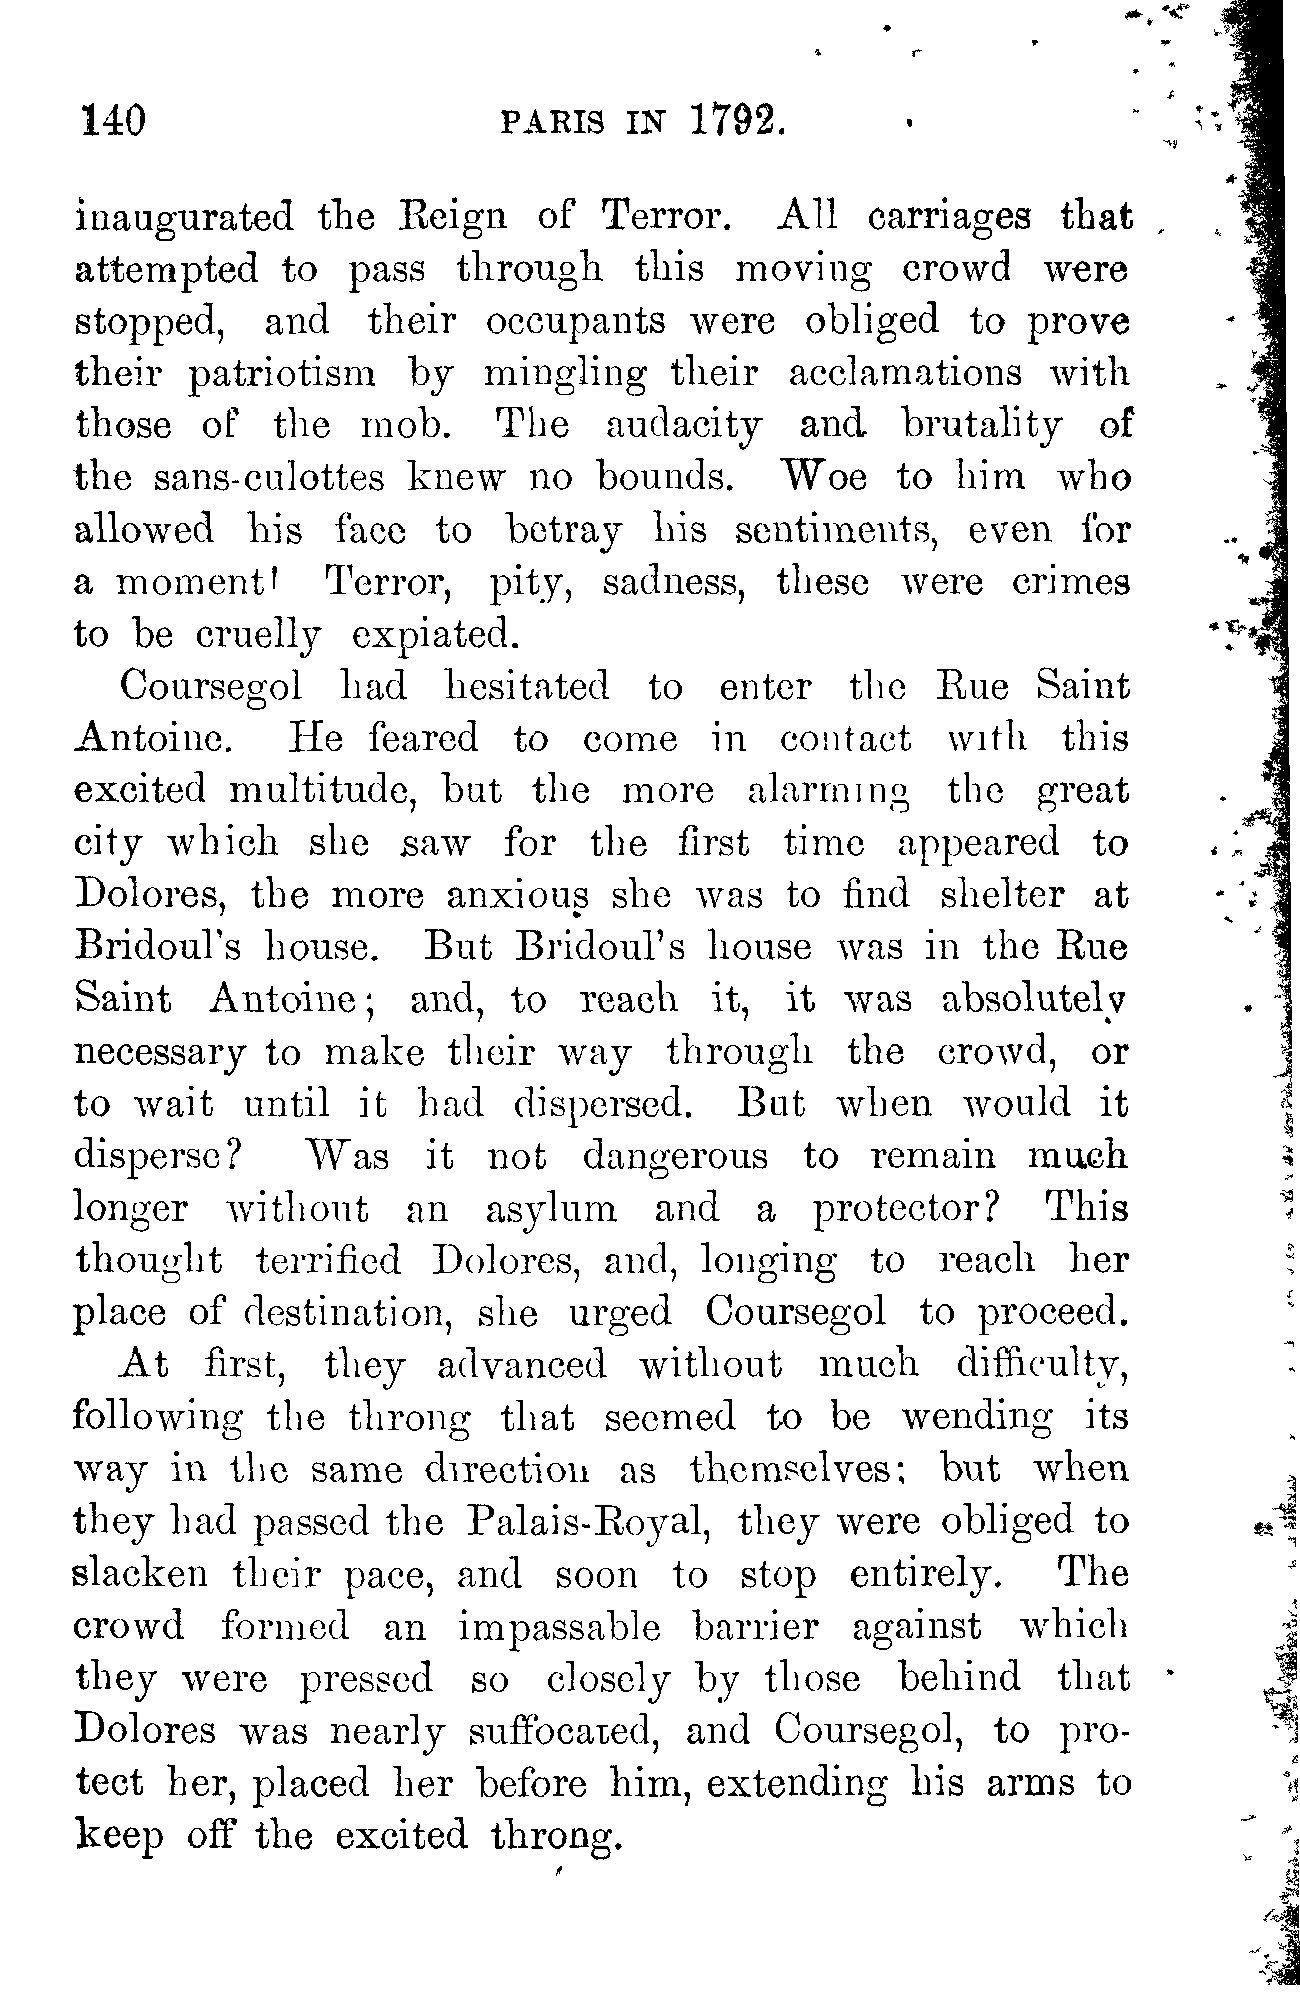 140 PARIS IN 1792.
inaugurated the Reign of Terror. All carriages that
attempted to pass through this moving crowd were
stopped, and their occupants were obliged to prove
their patriotism by mingling their acclamations with
those of the mob. The audacity and brutality of
the sans-culottes knew no bounds. Woe to him who
allowed his face to betray his sentiments, even for
a moment! Terror, pity, sadness, these were crimes
to be cruelly expiated.
Coursegol had hesitated to enter the Rue Saint
Antoine. He feared to come in contact with this
excited multitude, but the more alarming the great
city which she saw for the first time appeared to
Dolores, the more anxious she was to find shelter at
Bridoul's house. But Bridoul's house was in the Rue
Saint Antoine; and, to reach it, it was absolutely
necessary to make their way through the crowd, or
to wait until it had dispersed. But when would it
disperse? Was it not dangerous to remain much
longer without an asylum and a protector? This
thought terrified Dolores, and, longing to reach her
place of destination, she urged Coursegol to proceed.
At first, they advanced without much difficulty,
following the throng that seemed to be wending its
way in the same direction as themselves; but when
they had passed the Palais-Royal, they were obliged to
slacken their pace, and soon to stop entirely. The
crowd formed an impassable barrier against which
they were pressed so closely by those behind that
Dolores was nearly suffocated, and Coursegol, to pro-
tect her, placed her before him, extending his arms to
keep off the excited throng.